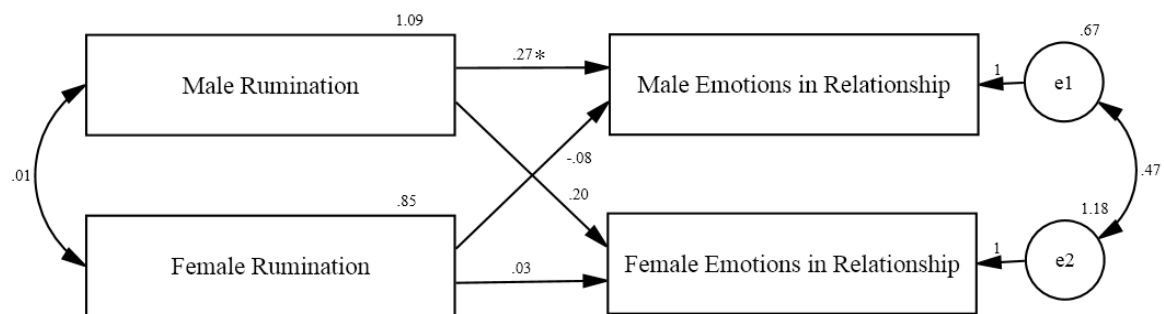 1.09
.67
Male Rumination
.27*
Male Emotions in Relationship
1
e1
.01
-.08
.47
.20
.85
1.18
Female Rumination
.03
Female Emotions in Relationship
1
e2